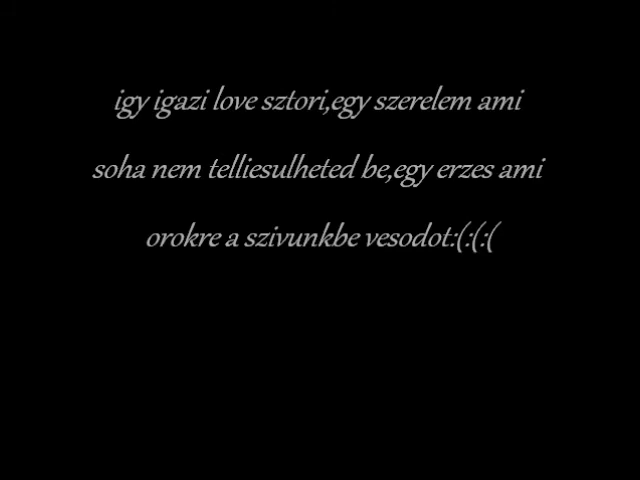 igy igazi love sztori,egy szerelem ami
soha nem telliesulheted be,egy erzes ami
orokre a szivunkbe vesodot:(:(:(